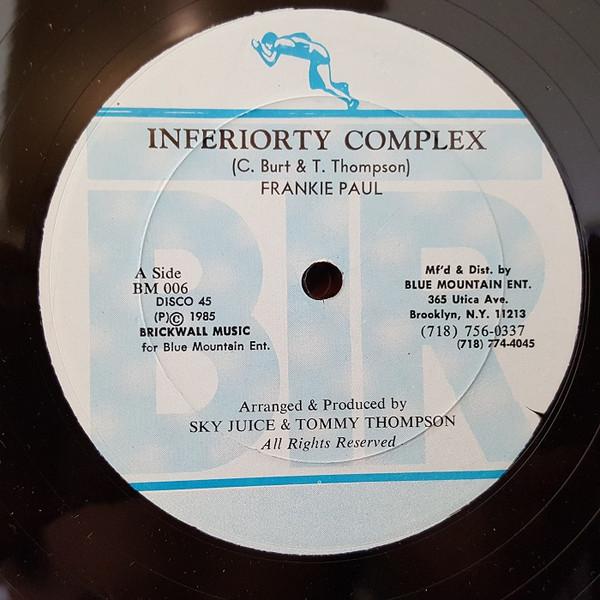 INFERIORTY COMPLEX
(C. Burt & T. Thompson)
FRANKIE PAUL
BIR
A Side
BM 006
DISCO 45
(P)© 1985
BRICKWALL MUSIC
for Blue Mountain Ent.
Mf'd & Dist. by
BLUE MOUNTAIN ENT.
365 Utica Ave.
Brooklyn, N.Y. 11213
(718) 756-0337
(718) 774-4045
Arranged & Produced by
SKY JUICE & TOMMY THOMPSON
All Rights Reserved